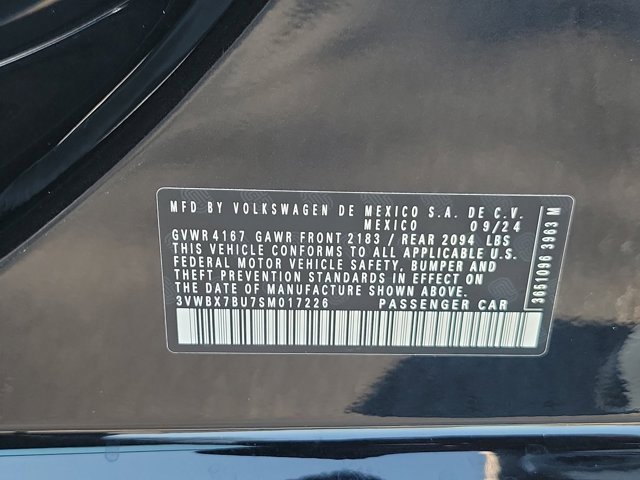 MFD BY VOLKSWAGEN DE MEXICO S.A. DE C.V.
MEXICO 09/24
GVWR 4167 GAWR FRONT 2183 / REAR 2094 LBS
THIS VEHICLE CONFORMS TO ALL APPLICABLE U.S.
FEDERAL MOTOR VEHICLE SAFETY, BUMPER AND
THEFT PREVENTION STANDARDS IN EFFECT ON
THE DATE OF MANUFACTURE SHOWN ABOVE.
3VWBX7BU7SM017226 PASSENGER CAR
3651096 3963 M